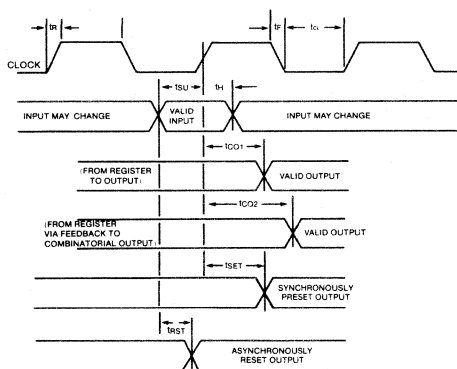 tR
tF
tCL
CLOCK
tSU
tH
INPUT MAY CHANGE
VALID
INPUT
INPUT MAY CHANGE
tCO1
(FROM REGISTER
TO OUTPUT)
VALID OUTPUT
tCO2
(FROM REGISTER
VIA FEEDBACK TO
COMBINATORIAL OUTPUT)
VALID OUTPUT
tSET
SYNCHRONOUSLY
PRESET OUTPUT
tRST
ASYNCHRONOUSLY
RESET OUTPUT